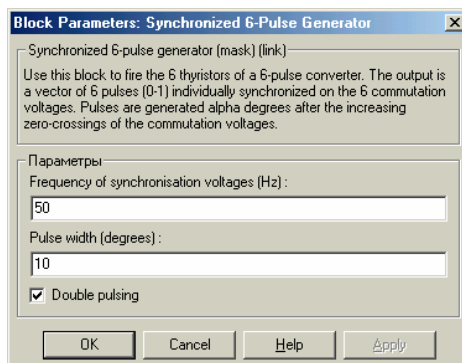 Block Parameters: Synchronized 6-Pulse Generator
Synchronized 6-pulse generator (mask) (link)
Use this block to fire the 6 thyristors of a 6-pulse converter. The output is
a vector of 6 pulses (0-1) individually synchronized on the 6 commutation
voltages. Pulses are generated alpha degrees after the increasing
zero-crossings of the commutation voltages.
Параметры
Frequency of synchronisation voltages (Hz) :
50
Pulse width (degrees) :
10
Double pulsing
OK Cancel Help Apply